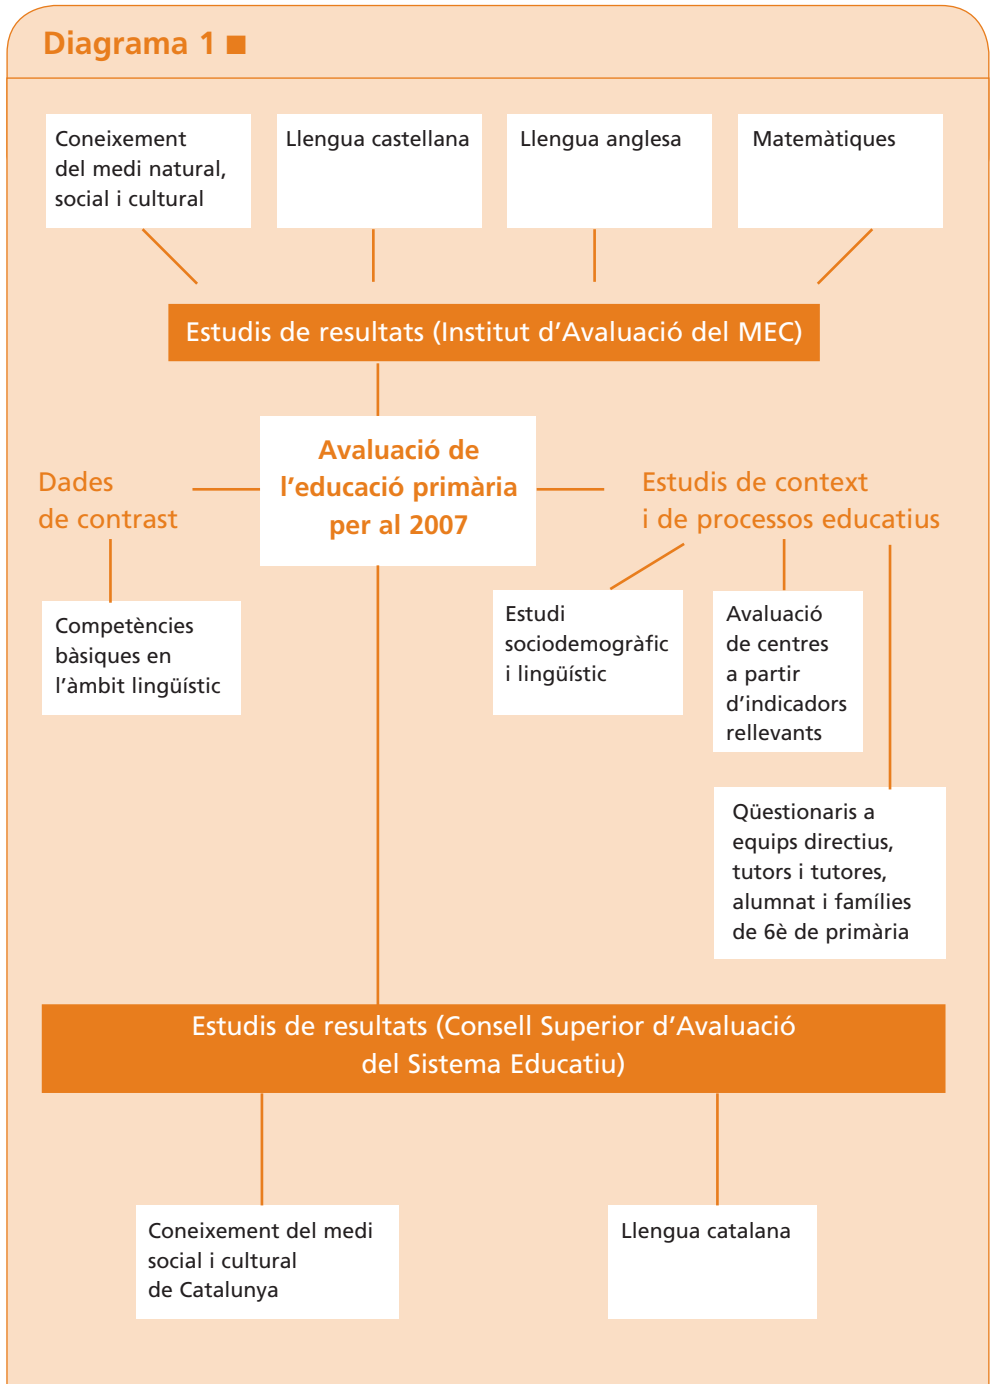 Diagrama 1 ■
Coneixement
del medi natural,
social i cultural
Llengua castellana
Llengua anglesa
Matemàtiques
Estudis de resultats (Institut d'Avaluació del MEC)
Avaluació de
l'educació primària
per al 2007
Dades
de contrast
Estudis de context
i de processos educatius
Competències
bàsiques en
l'àmbit lingüístic
Estudi
sociodemogràfic
i lingüístic
Avaluació
de centres
a partir
d'indicadors
rellevants
Qüestionaris a
equips directius,
tutors i tutores,
alumnat i famílies
de 6è de primària
Estudis de resultats (Consell Superior d'Avaluació
del Sistema Educatiu)
Coneixement del medi
social i cultural
de Catalunya
Llengua catalana